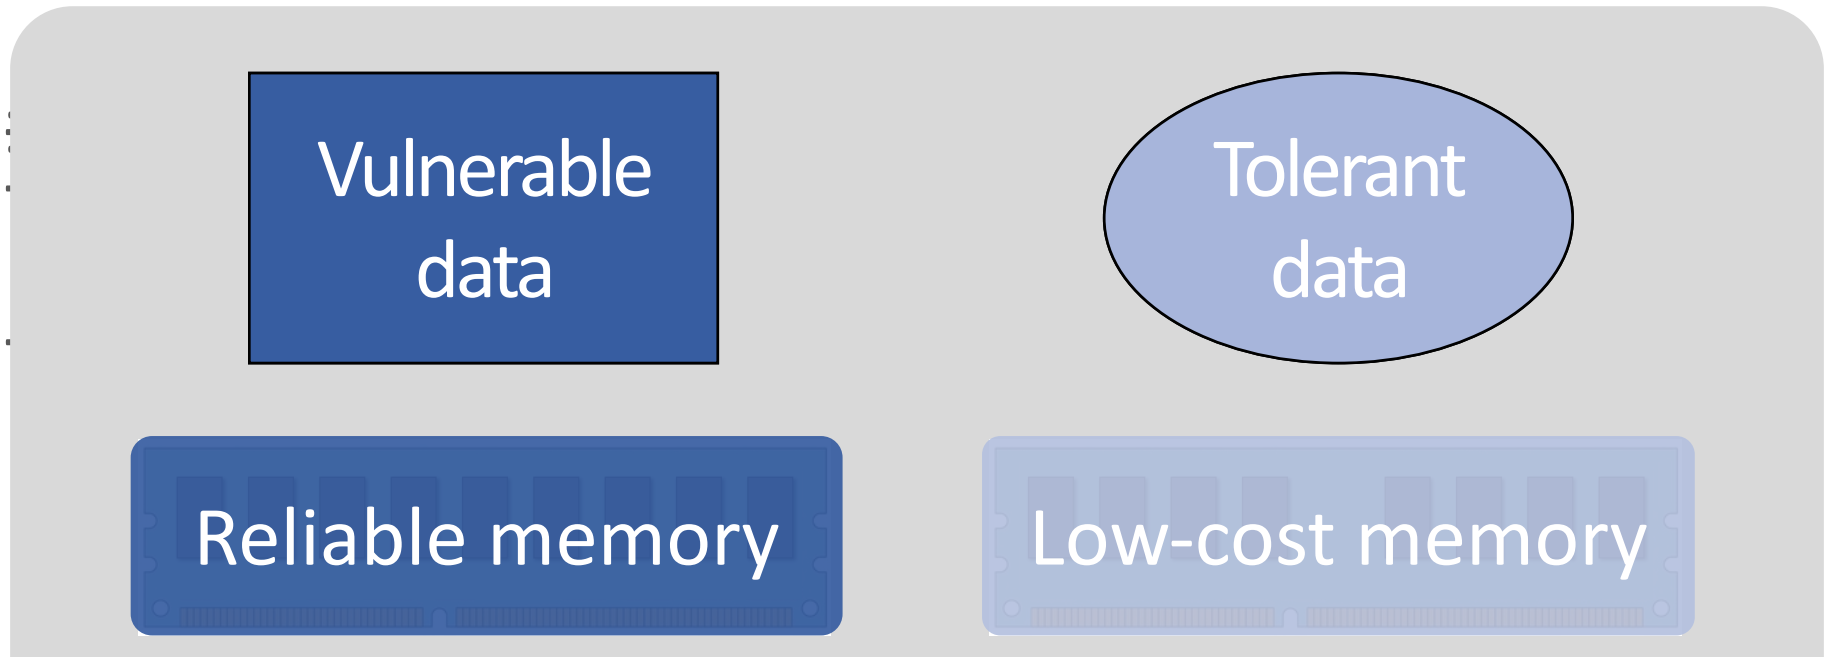 Vulnerable
data
Tolerant
data
Reliable memory
Low-cost memory